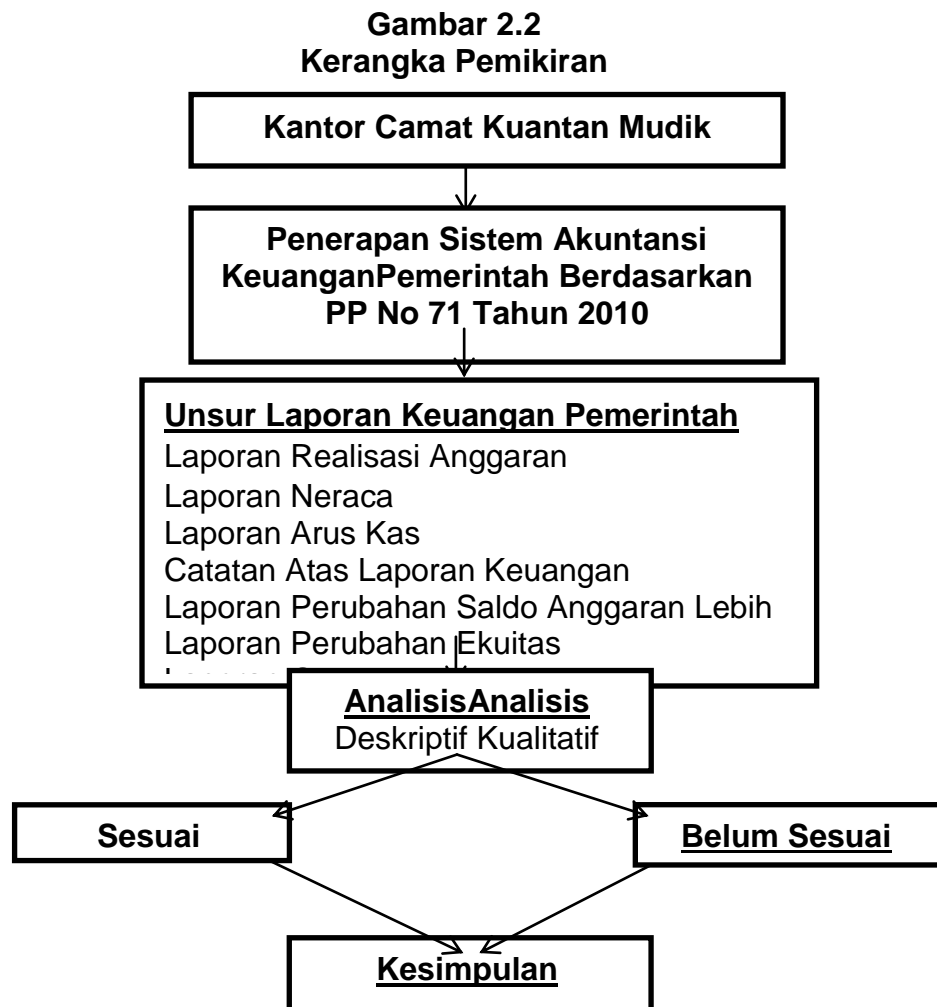 Gambar 2.2
Kerangka Pemikiran
Kantor Camat Kuantan Mudik
Penerapan Sistem Akuntansi
KeuanganPemerintah Berdasarkan
PP No 71 Tahun 2010
Unsur Laporan Keuangan Pemerintah
Laporan Realisasi Anggaran
Laporan Neraca
Laporan Arus Kas
Catatan Atas Laporan Keuangan
Laporan Perubahan Saldo Anggaran Lebih
Laporan Perubahan Ekuitas
AnalisisAnalisis
Deskriptif Kualitatif
Sesuai
Belum Sesuai
Kesimpulan